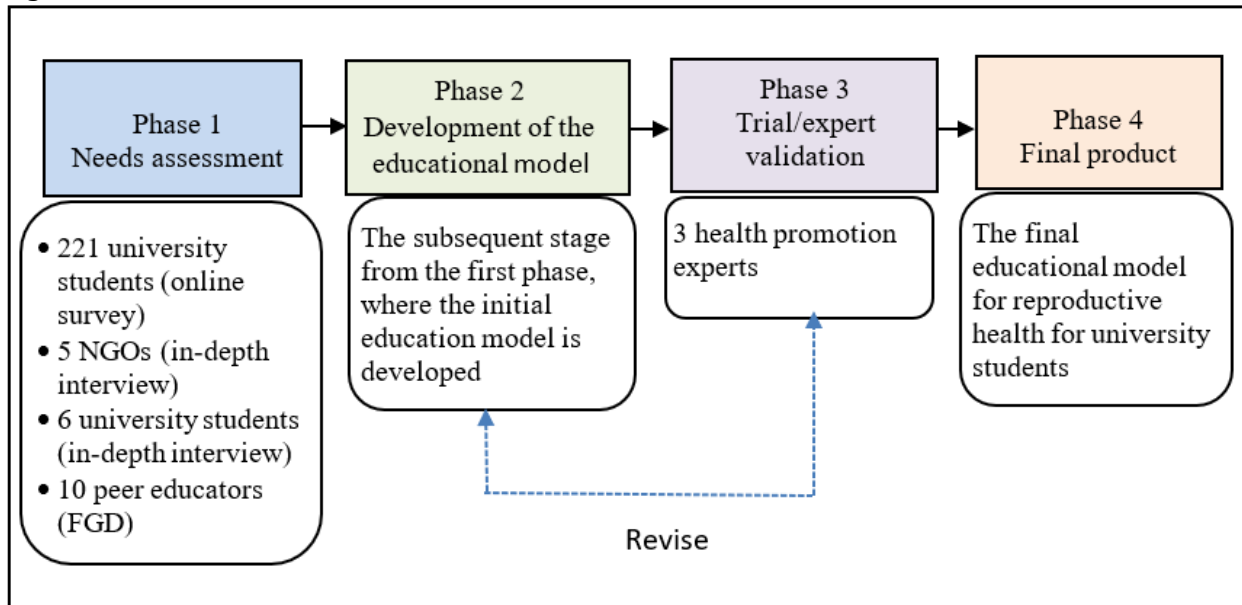 Phase 1
Needs assessment
Phase 2
Development of the
educational model
Phase 3
Trial/expert
validation
Phase 4
Final product
• 221 university
students (online
survey)
• 5 NGOs (in-depth
interview)
• 6 university students
(in-depth interview)
• 10 peer educators
(FGD)
The subsequent stage
from the first phase,
where the initial
education model is
developed
3 health promotion
experts
The final
educational model
for reproductive
health for university
students
Revise